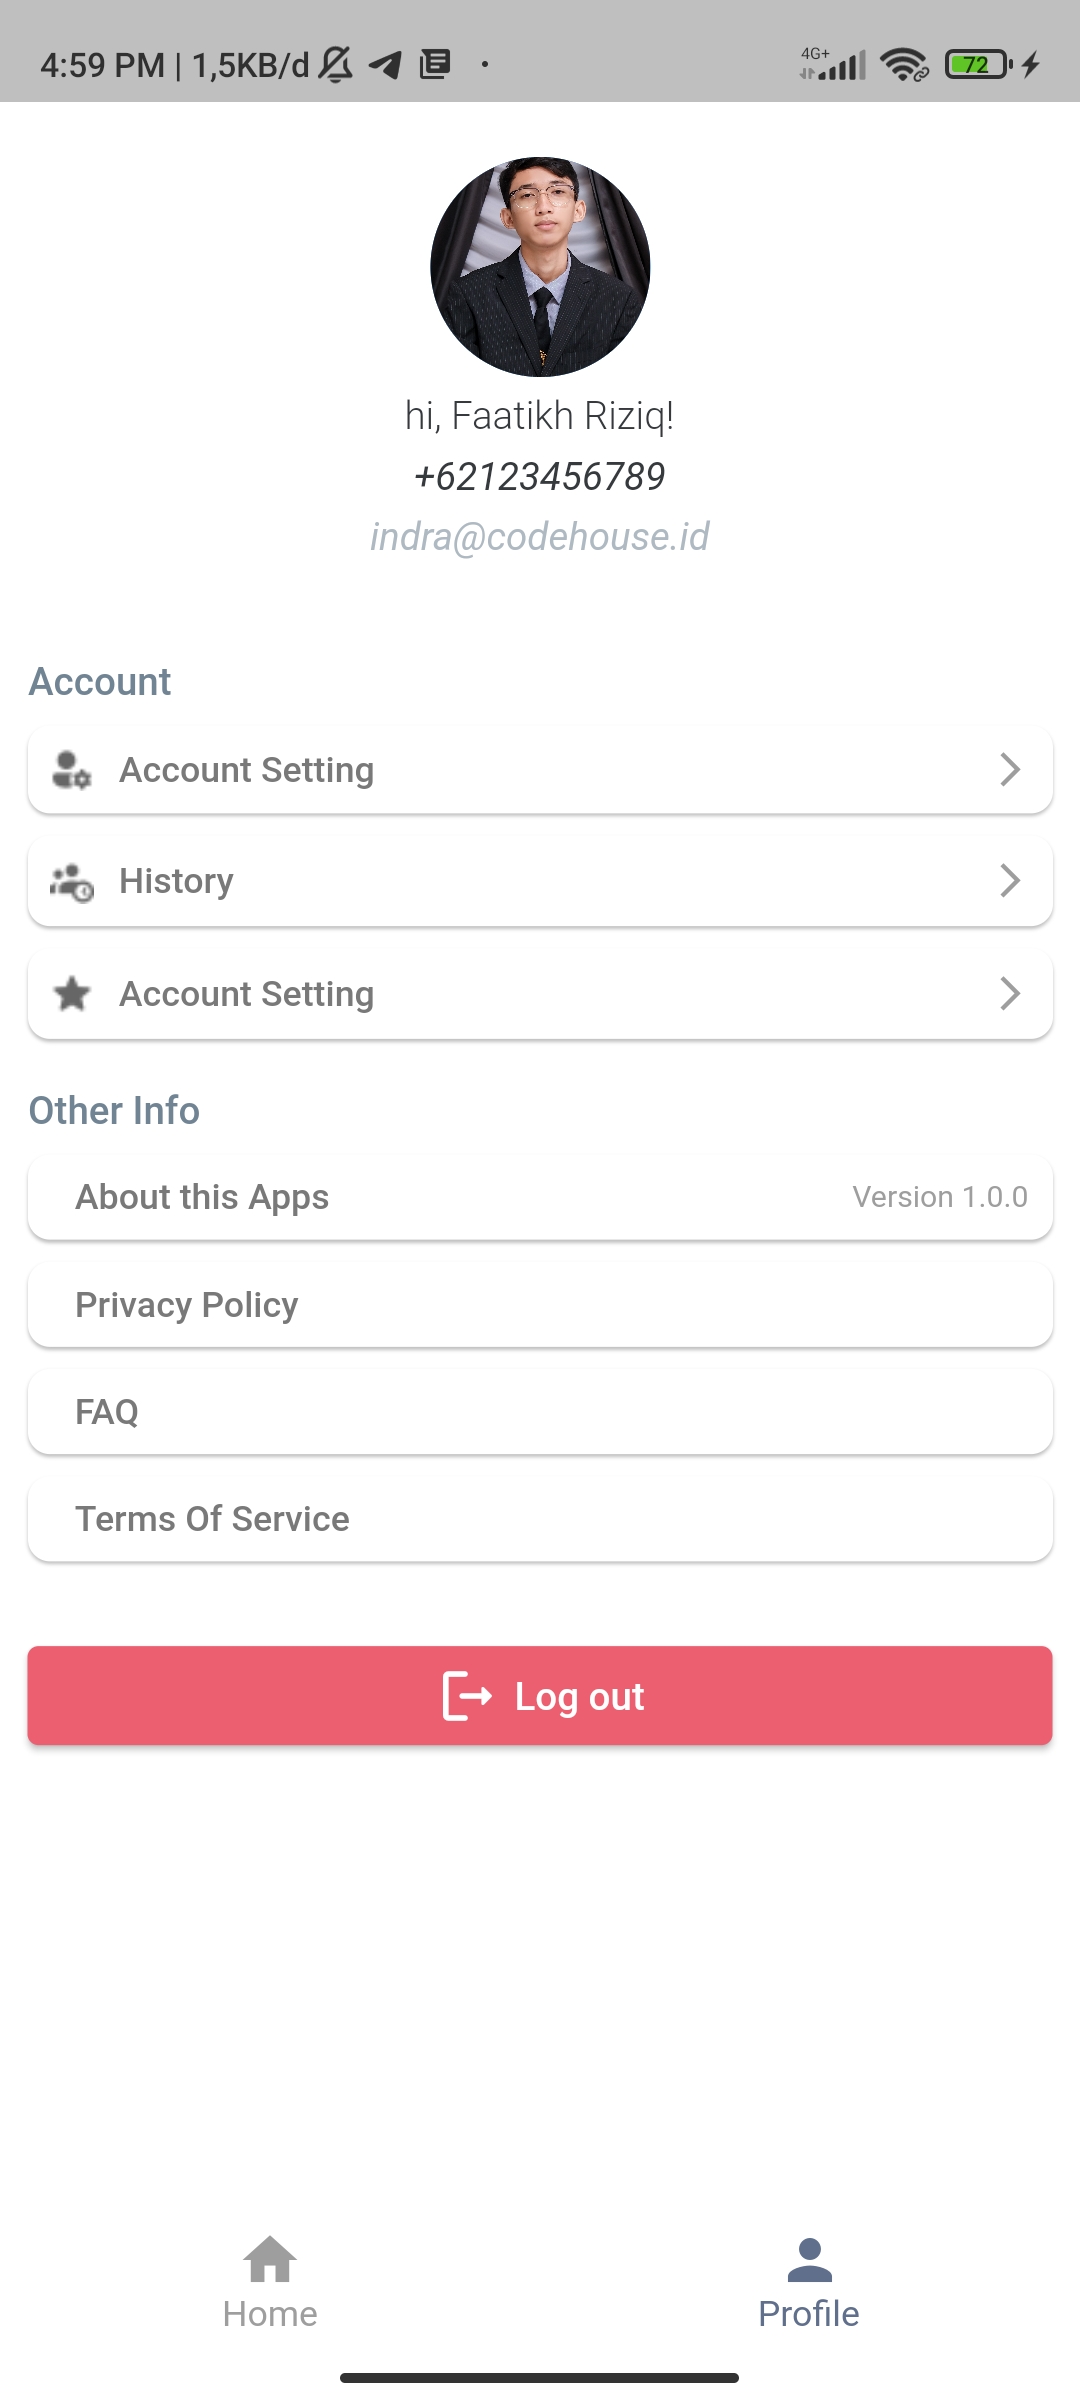 4:59 PM | 1,5KB/d
4G+
72
hi, Faatikh Riziq!
+62123456789
indra@codehouse.id
Account
Account Setting
History
Account Setting
Other Info
About this Apps
Version 1.0.0
Privacy Policy
FAQ
Terms Of Service
Log out
Home
Profile